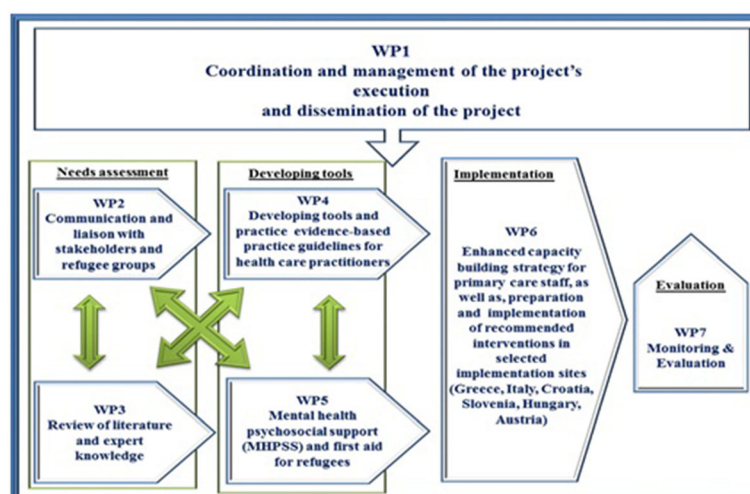 WP1
Coordination and management of the project's
execution
and dissemination of the project
Needs assessment
WP2
Communication and
liaison with
stakeholders and
refugee groups
WP3
Review of literature
and expert
knowledge
Developing tools
WP4
Developing tools and
practice evidence-based
practice guidelines for
health care practitioners
WP5
Mental health
psychosocial support
(MHPSS) and first aid
for refugees
Implementation
WP6
Enhanced capacity
building strategy for
primary care staff, as
well as, preparation
and implementation
of recommended
interventions in
selected
implementation sites
(Greece, Italy, Croatia,
Slovenia, Hungary,
Austria)
Evaluation
WP7
Monitoring &
Evaluation